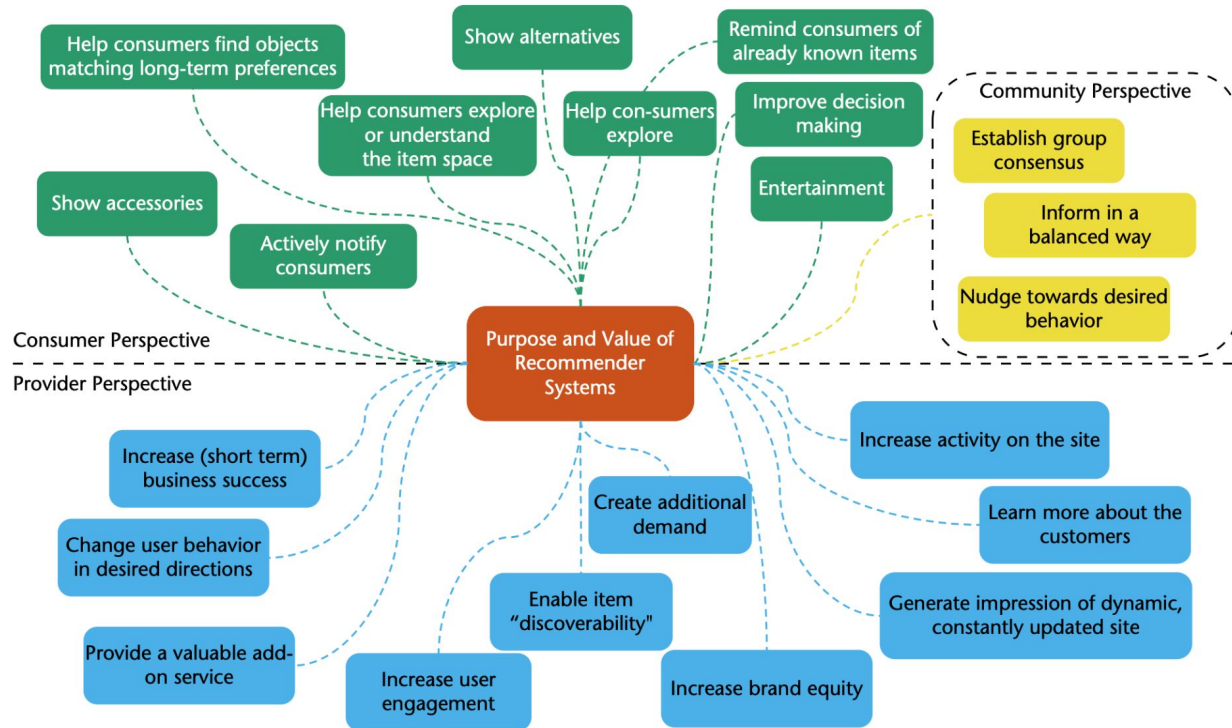 Help consumers find objects
matching long-term preferences
Show alternatives
Remind consumers of
already known items
Help consumers explore
or understand
the item space
Help con-sumers
explore
Improve decision
making
Community Perspective
Establish group
consensus
Show accessories
Entertainment
Inform in a
balanced way
Actively notify
consumers
Nudge towards desired
behavior
Consumer Perspective
Purpose and Value of
Recommender
Systems
Provider Perspective
Increase (short term)
business success
Increase activity on the site
Create additional
demand
Learn more about the
customers
Change user behavior
in desired directions
Enable item
“discoverability"
Generate impression of dynamic,
constantly updated site
Provide a valuable add-
on service
Increase user
engagement
Increase brand equity